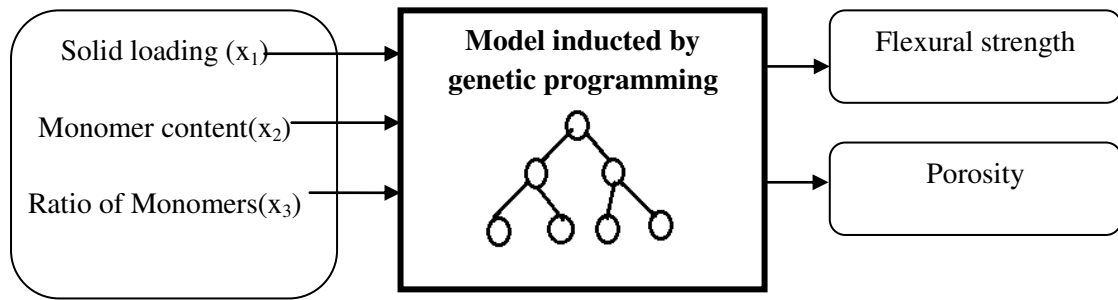 Solid loading (x₁)
Monomer content(x₂)
Ratio of Monomers(x₃)
Model inducted by
genetic programming
Flexural strength
Porosity